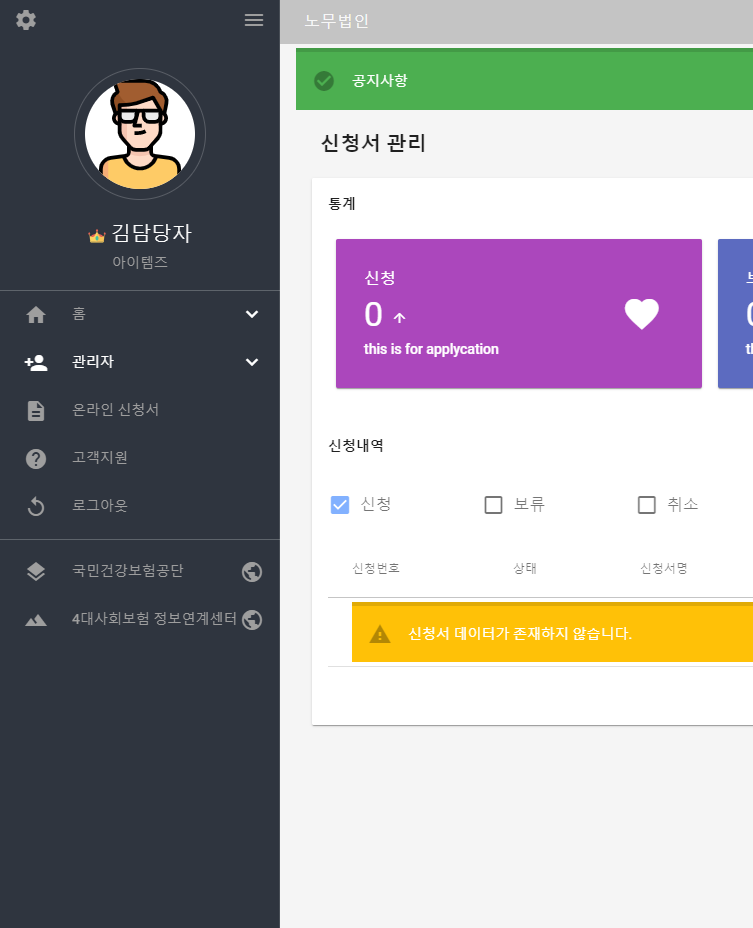 노무법인
공지사항
김담당자
아이템즈
홈
관리자
온라인 신청서
고객지원
로그아웃
국민건강보험공단
4대사회보험 정보연계센터
신청서 관리
통계
신청
0
this is for applycation
신청내역
신청
보류
취소
신청번호 상태 신청서명
신청서 데이터가 존재하지 않습니다.